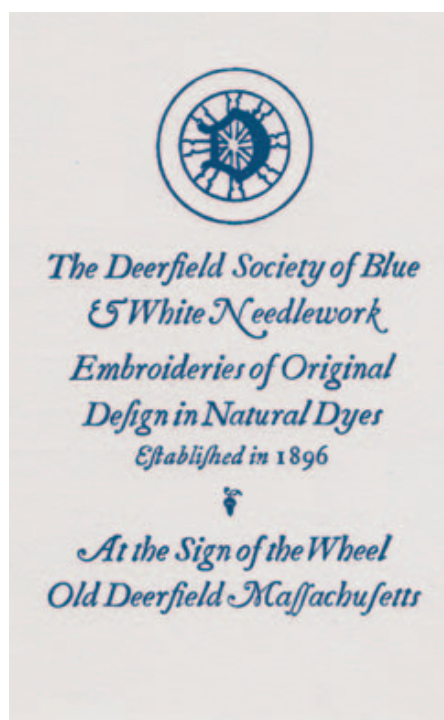 D
The Deerfield Society of Blue
& White Needlework
Embroideries of Original
Deſign in Natural Dyes
Eſtabliſhed in 1896
At the Sign of the Wheel
Old Deerfield Maſſachuſetts